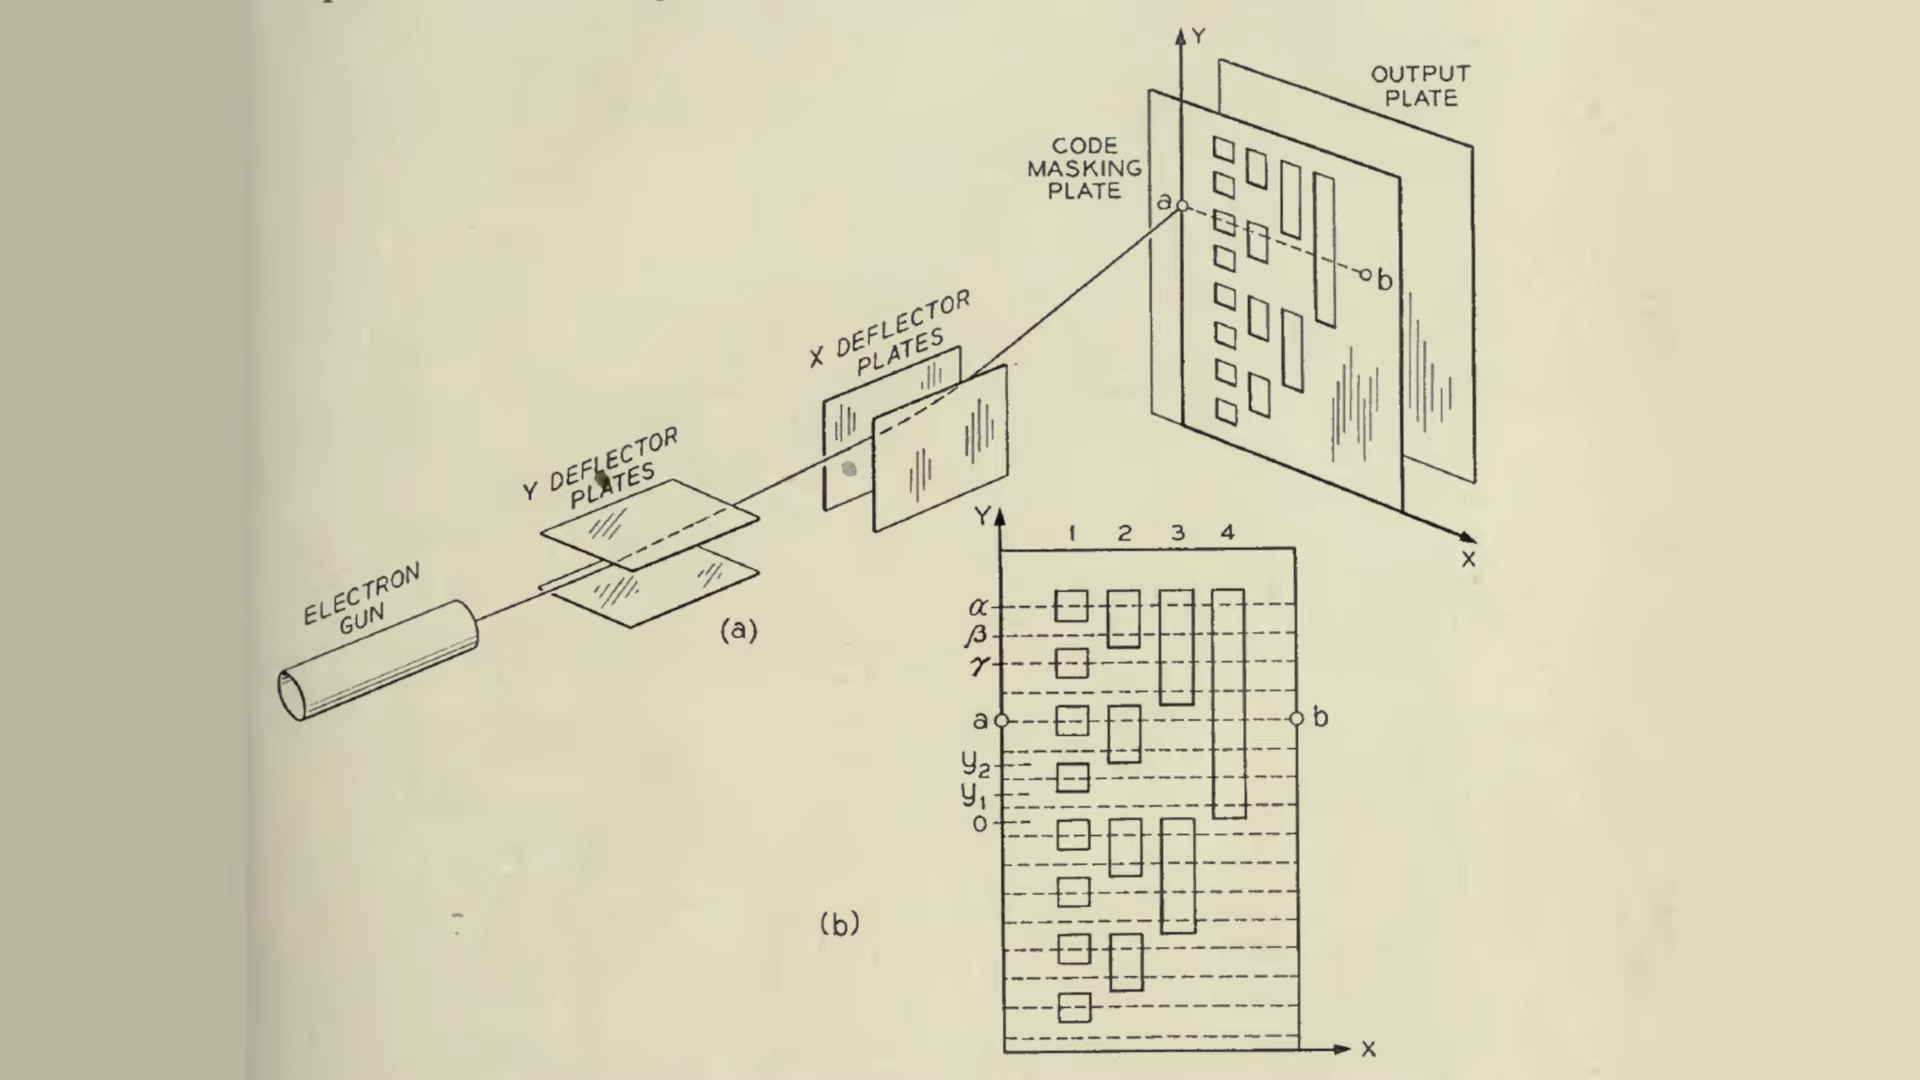 Y
OUTPUT
PLATE
CODE
MASKING
PLATE
a
b
X
X DEFLECTOR
PLATES
Y DEFLECTOR
PLATES
ELECTRON
GUN
(a)
Y
1 2 3 4
α
β
γ
a b
y₂
y₁
0
(b)
X